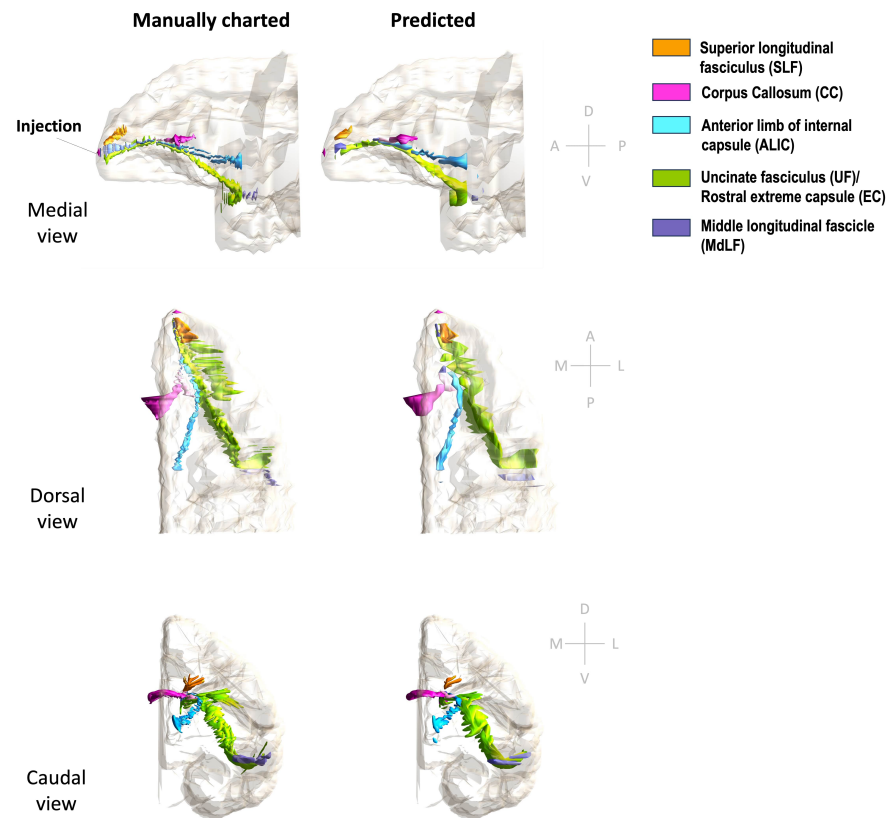 Manually charted
Predicted
Superior longitudinal
fasciculus (SLF)
Corpus Callosum (CC)
Anterior limb of internal
capsule (ALIC)
Uncinate fasciculus (UF)/
Rostral extreme capsule (EC)
Middle longitudinal fascicle
(MdLF)
Injection
Medial
view
D
A P
V
Dorsal
view
A
M L
P
Caudal
view
D
M L
V